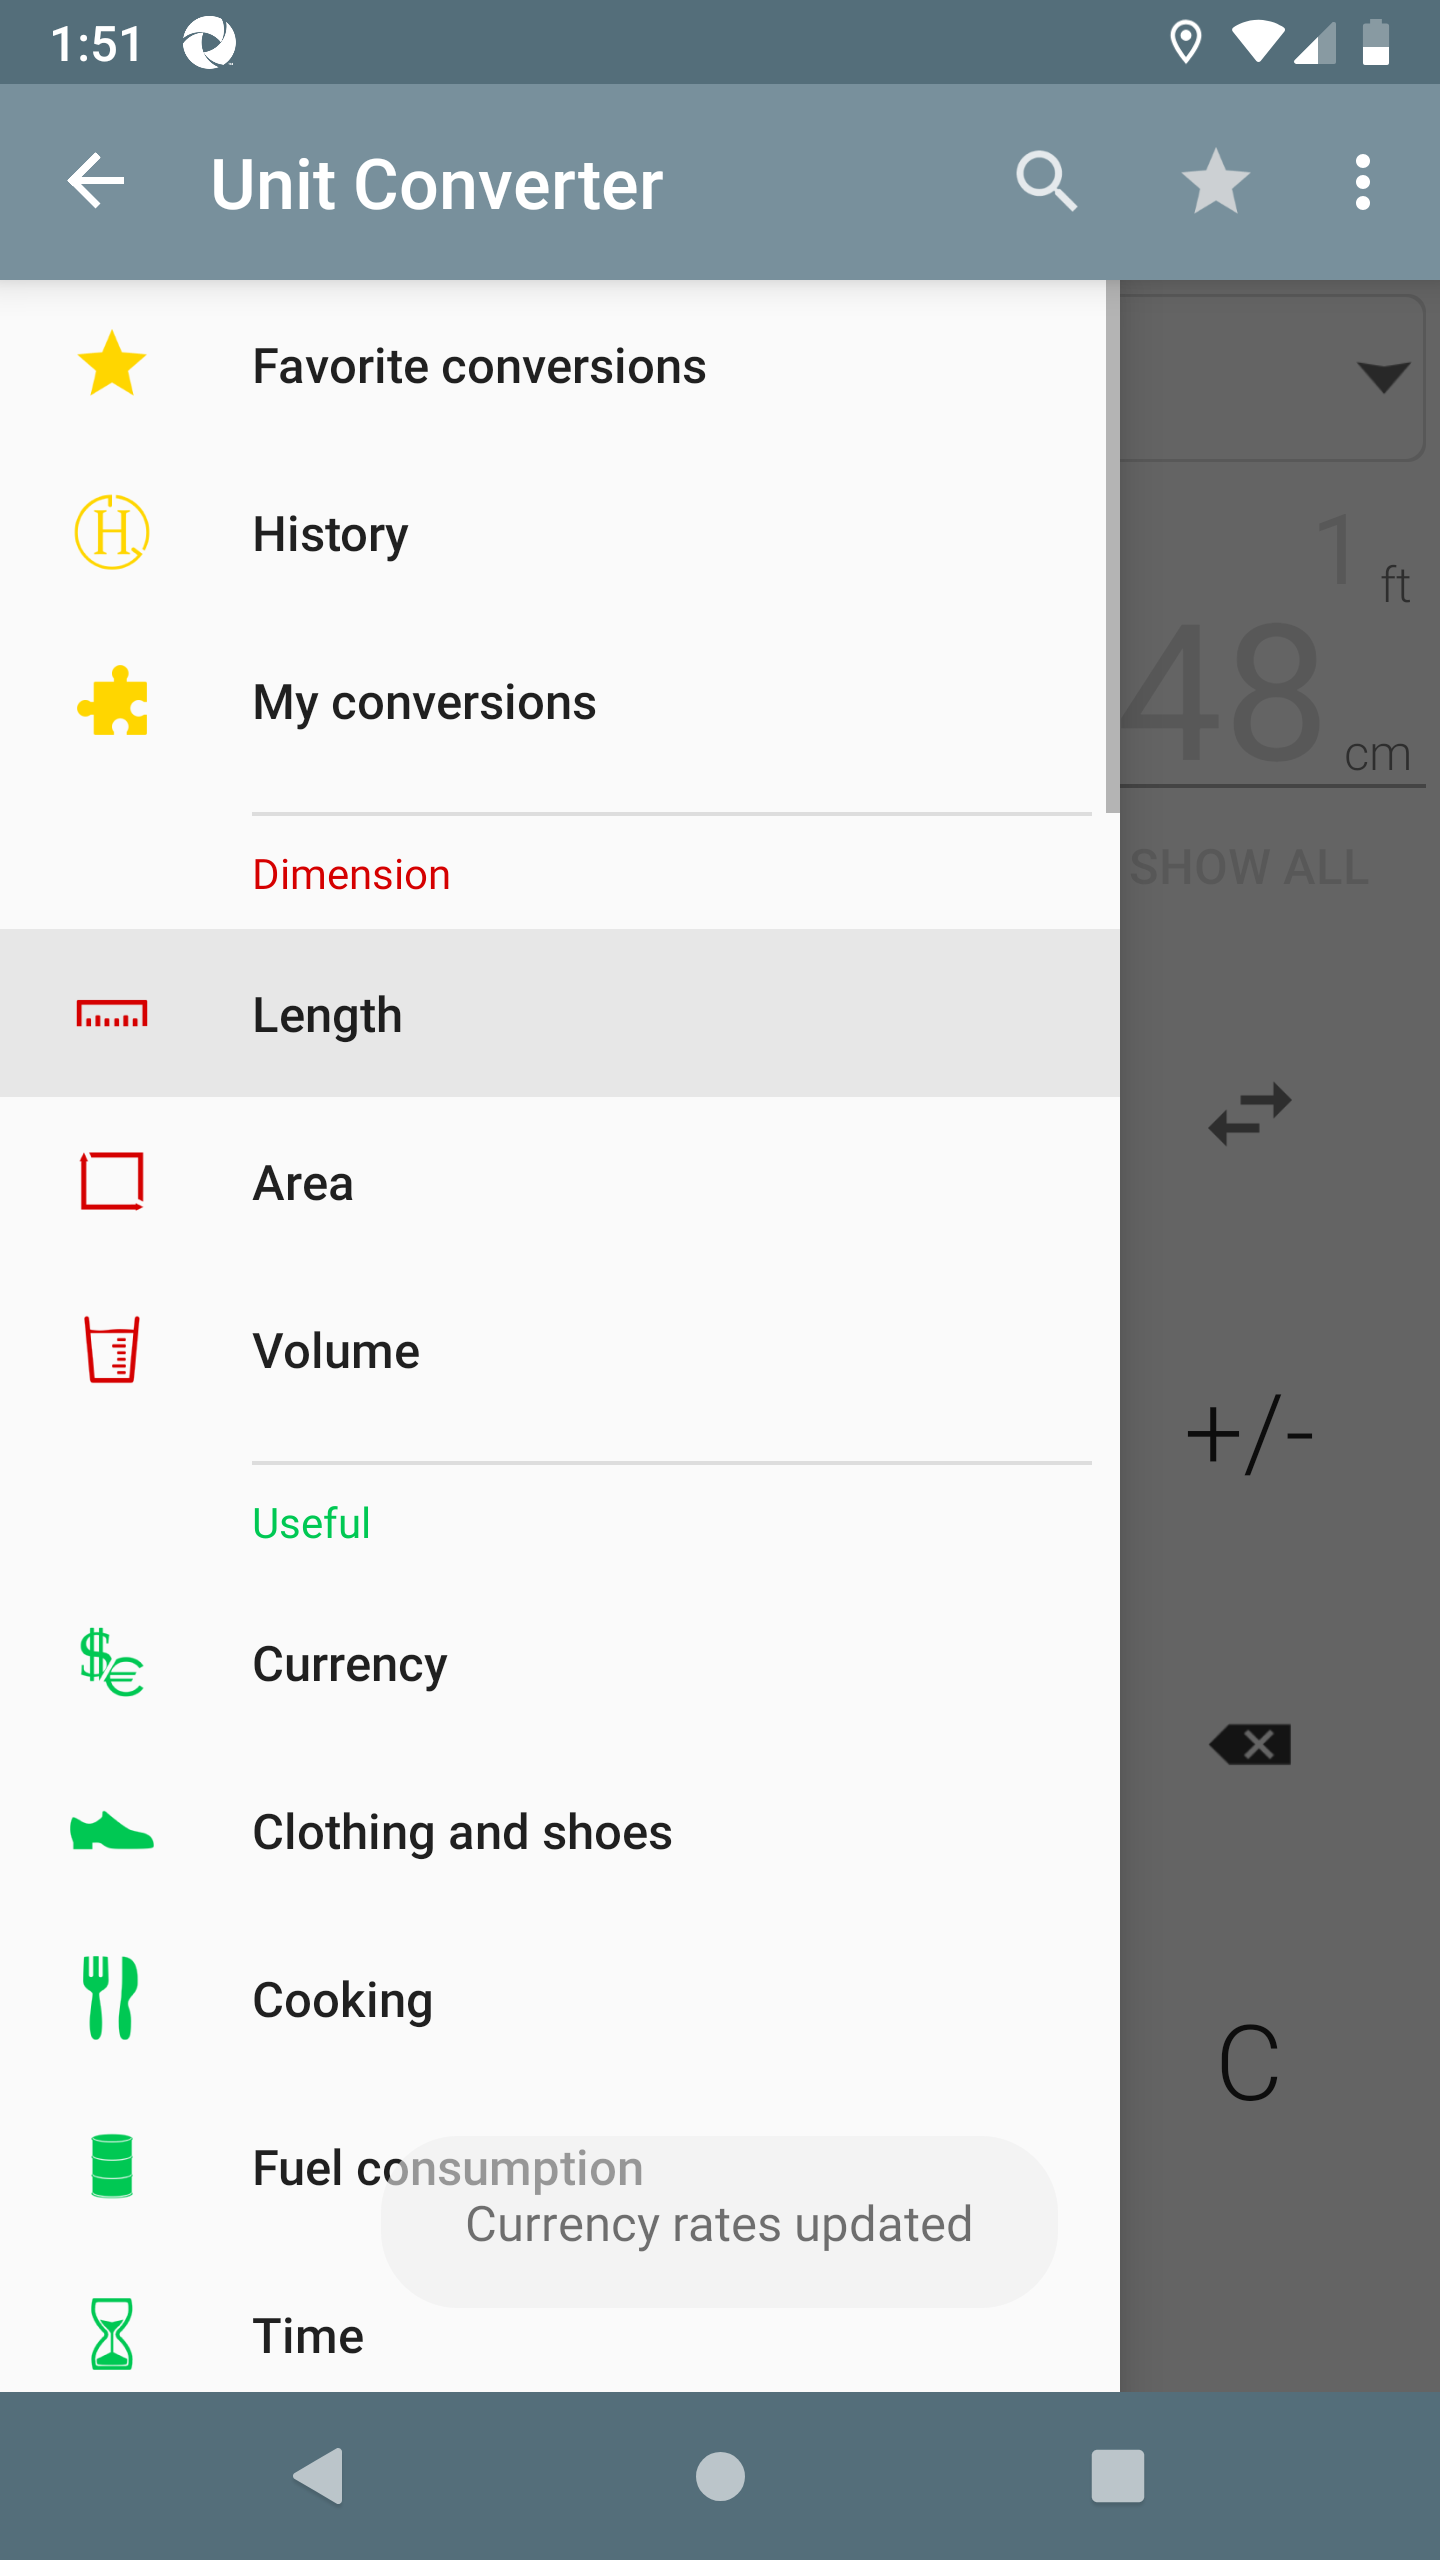 1:51
Unit Converter
Favorite conversions
History
My conversions
1 ft
48 cm
SHOW ALL
Dimension
Length
Area
Volume
+/-
Useful
Currency
Clothing and shoes
Cooking
C
Fuel consumption
Currency rates updated
Time